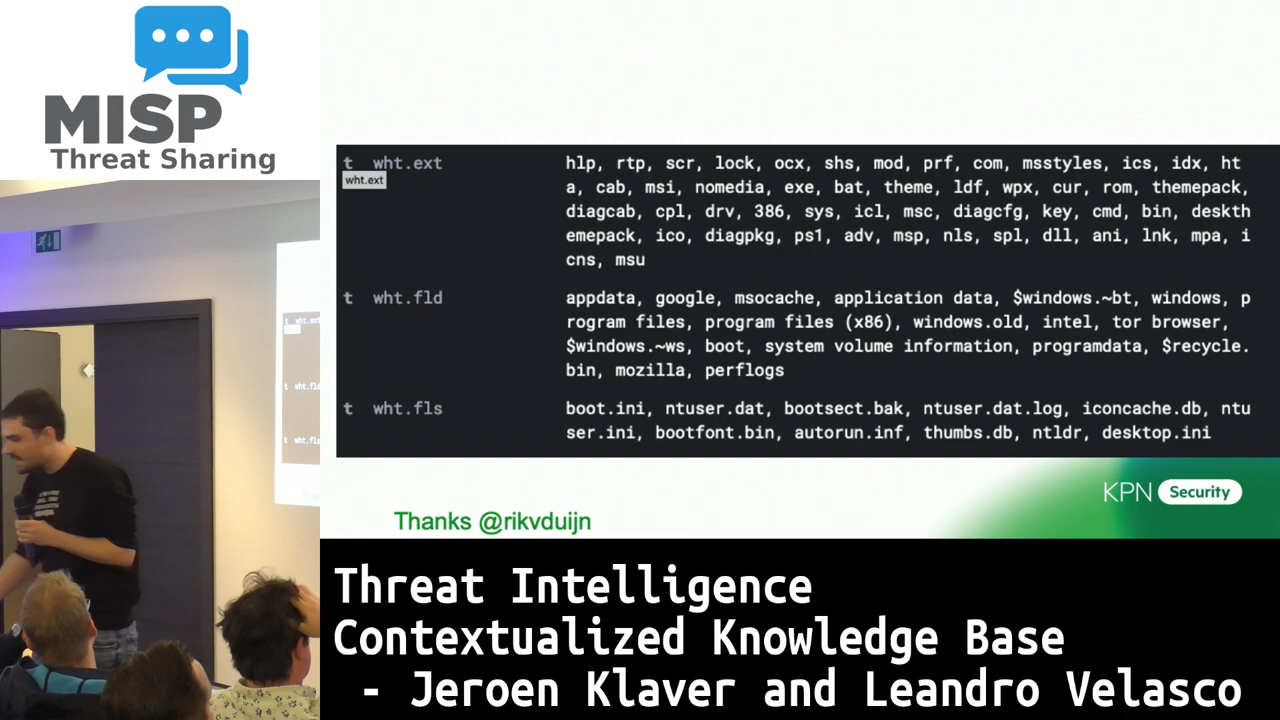 MISP
Threat Sharing
t wht.ext hlp, rtp, scr, lock, ocx, shs, mod, prf, com, msstyles, ics, idx, ht
wht.ext
a, cab, msi, nomedia, exe, bat, theme, ldf, wpx, cur, rom, themepack,
diagcab, cpl, drv, 386, sys, icl, msc, diagcfg, key, cmd, bin, deskth
emepack, ico, diagpkg, ps1, adv, msp, nls, spl, dll, ani, lnk, mpa, i
cns, msu
t wht.fld appdata, google, msocache, application data, $windows.~bt, windows, p
rogram files, program files (x86), windows.old, intel, tor browser,
$windows.~ws, boot, system volume information, programdata, $recycle.
bin, mozilla, perflogs
t wht.fls boot.ini, ntuser.dat, bootsect.bak, ntuser.dat.log, iconcache.db, ntu
ser.ini, bootfont.bin, autorun.inf, thumbs.db, ntldr, desktop.ini
KPN Security
Thanks @rikvduijn
t wht.ext
t wht.fld
t wht.fls
Threat Intelligence
Contextualized Knowledge Base
- Jeroen Klaver and Leandro Velasco